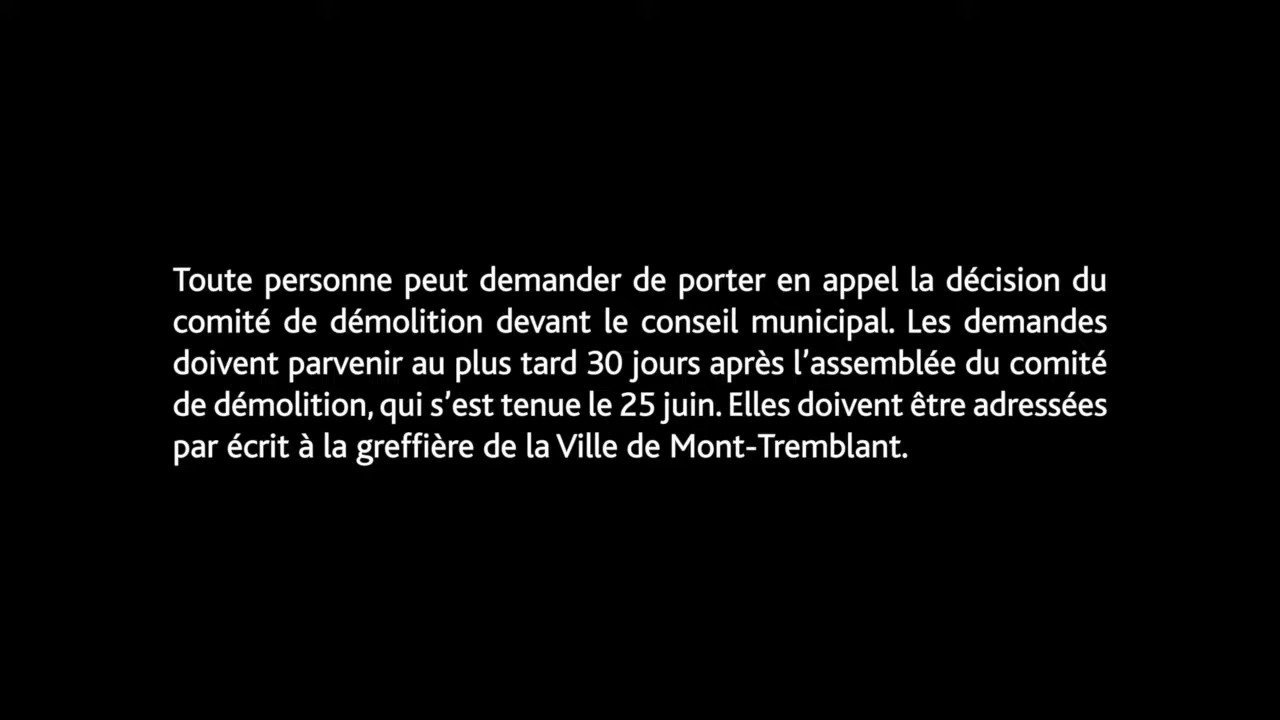 Toute personne peut demander de porter en appel la décision du
comité de démolition devant le conseil municipal. Les demandes
doivent parvenir au plus tard 30 jours après l’assemblée du comité
de démolition, qui s’est tenue le 25 juin. Elles doivent être adressées
par écrit à la greffière de la Ville de Mont-Tremblant.